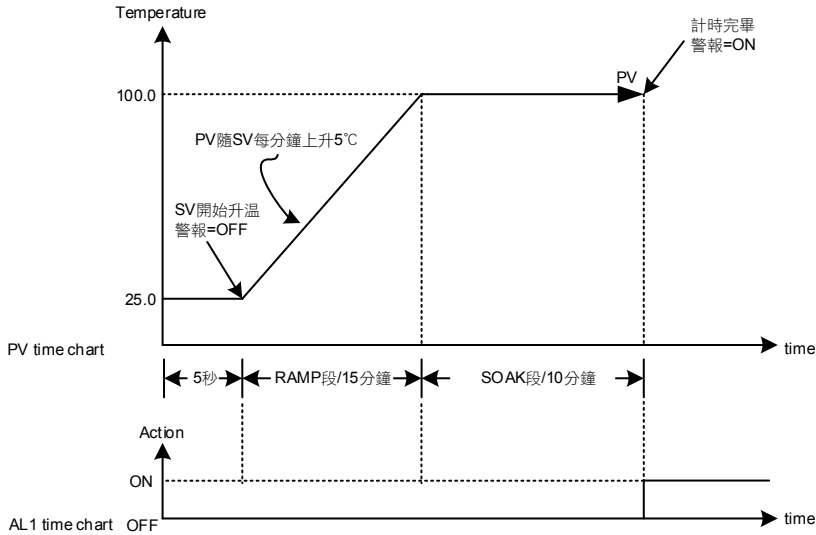 Temperature
計時完畢
警報=ON
PV
100.0
PV隨SV每分鐘上升5℃
SV開始升温
警報=OFF
25.0
PV time chart
time
5秒
RAMP段/15分鐘
SOAK段/10分鐘
Action
ON
AL1 time chart
OFF
time